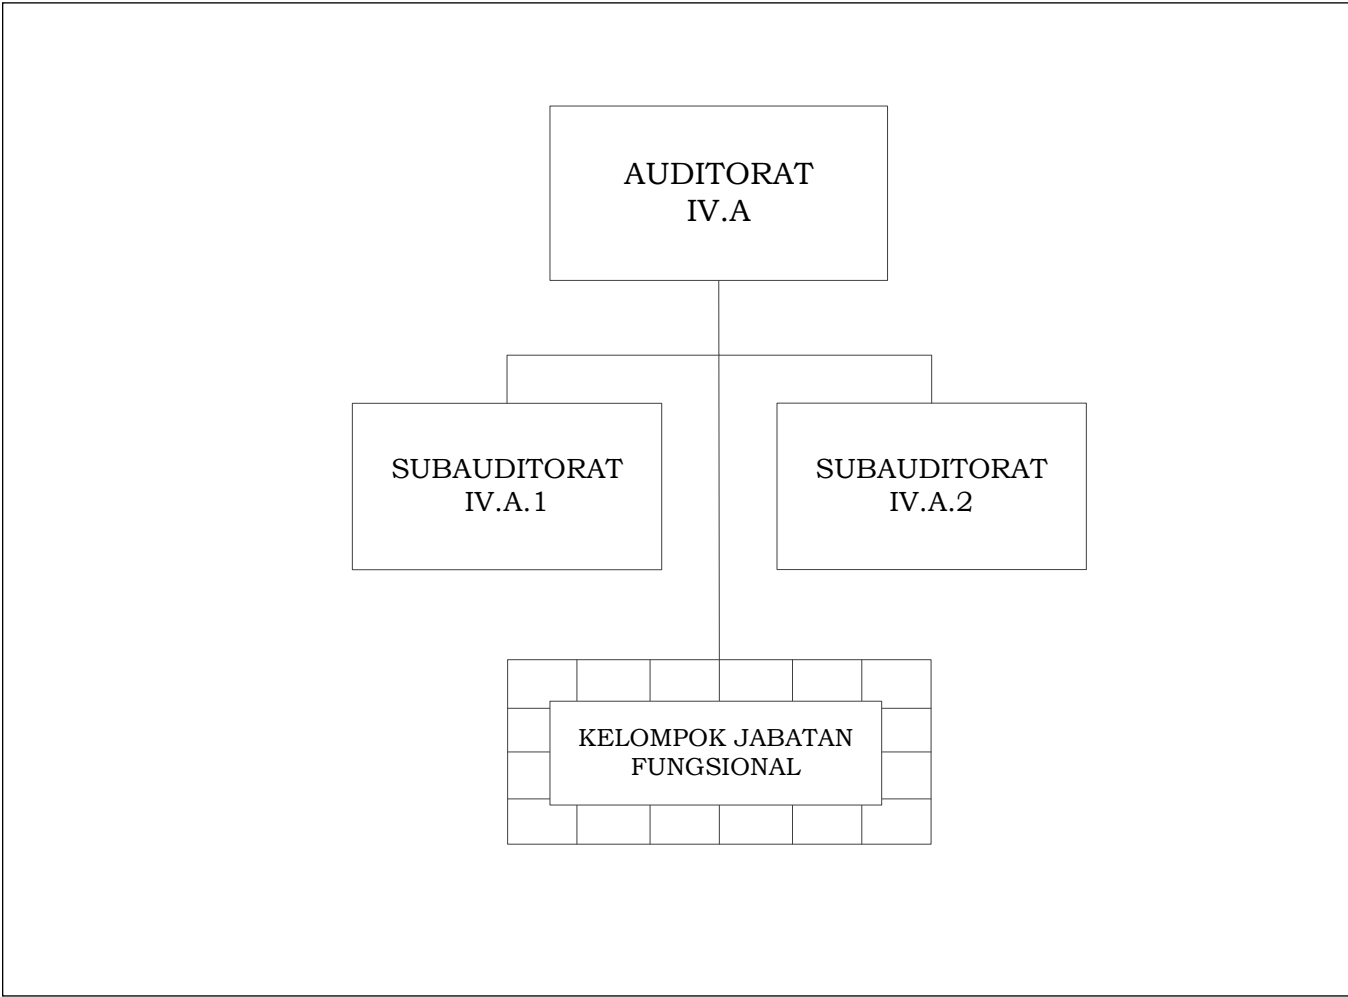 AUDITORAT
IV.A
SUBAUDITORAT
IV.A.1
SUBAUDITORAT
IV.A.2
KELOMPOK JABATAN
FUNGSIONAL